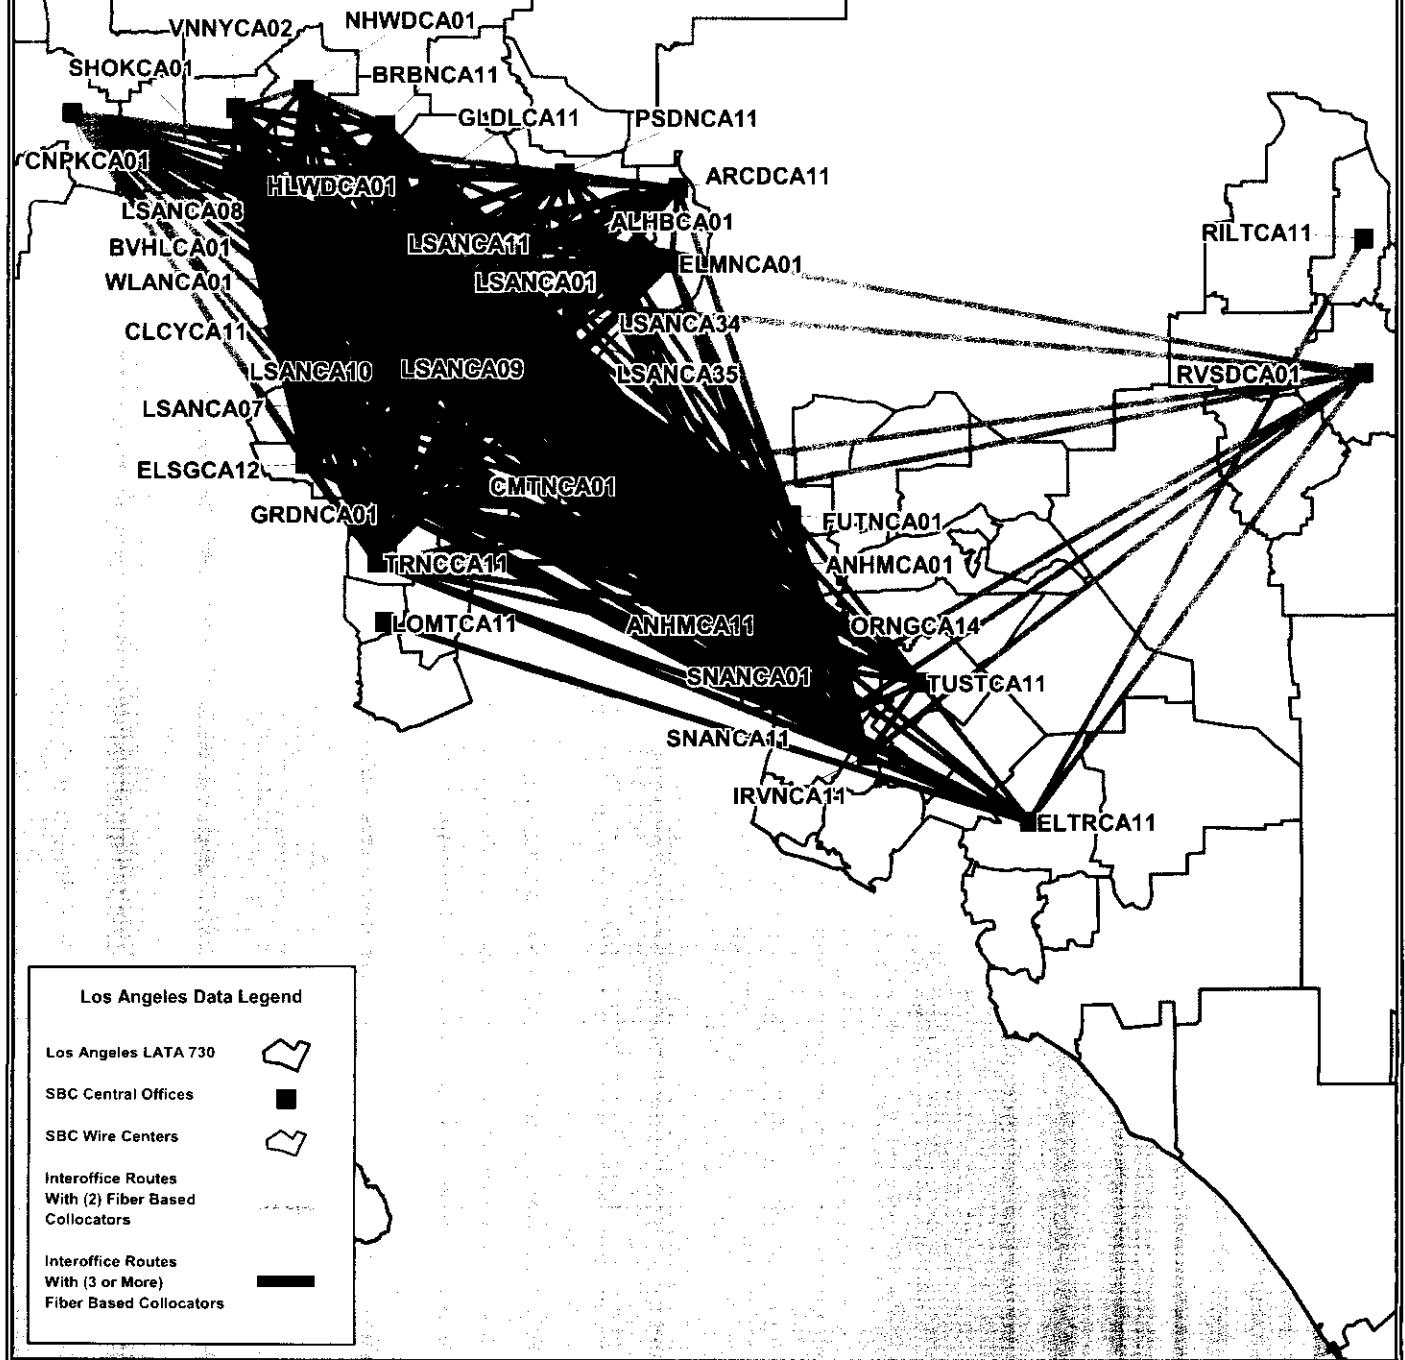 NHWDCA01
VNNYCA02
SHOKCA01
BRBNCA11
GLDLCA11
PSDNCA11
CNPKCA01
HLWDCA01
ARCDCA11
LSANCA08
ALHBCA01
RILTCA11
BVHLCA01
LSANCA11
ELMNCA01
WLANCA01
LSANCA01
CLCYCA11
LSANCA34
LSANCA10
LSANCA09
LSANCA35
RVSDCA01
LSANCA07
ELSGCA12
CMTNCA01
GRDNCA01
FUTNCA01
TRNCCA11
ANHMCA01
LOMTCA11
ANHMCA11
ORNGCA14
SNANCA01
TUSTCA11
SNANCA11
IRVNCA11
ELTRCA11
Los Angeles Data Legend
Los Angeles LATA 730
SBC Central Offices
SBC Wire Centers
Interoffice Routes
With (2) Fiber Based
Collocators
Interoffice Routes
With (3 or More)
Fiber Based Collocators